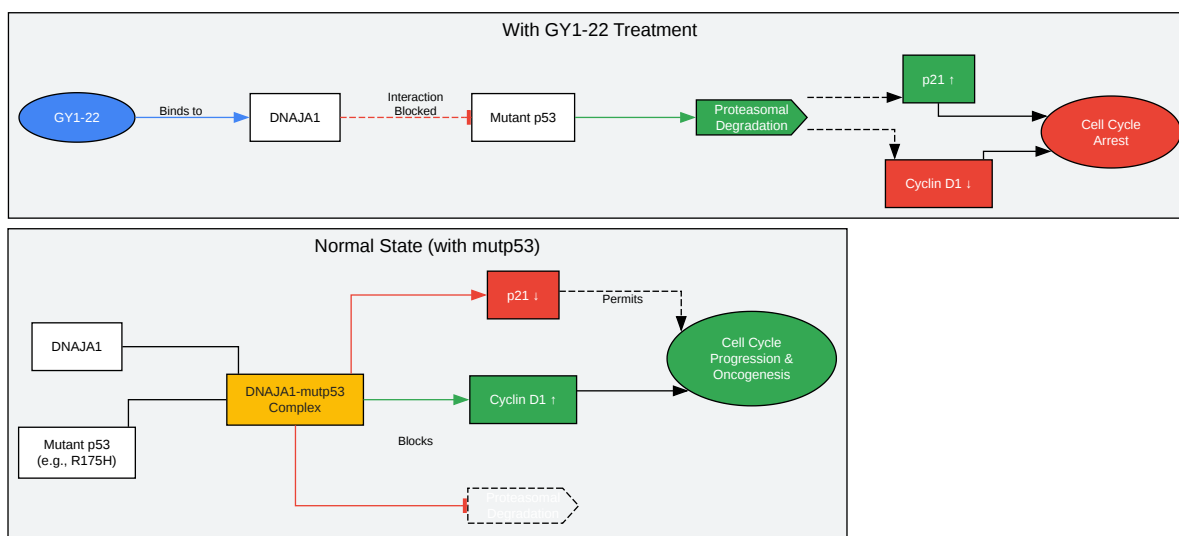 With GY1-22 Treatment
GY1-22
Binds to
DNAJA1
Interaction
Blocked
Mutant p53
Proteasomal
Degradation
p21 ↑
Cyclin D1 ↓
Cell Cycle
Arrest
Normal State (with mutp53)
DNAJA1
Mutant p53
(e.g., R175H)
DNAJA1-mutp53
Complex
p21 ↓
Permits
Cyclin D1 ↑
Cell Cycle
Progression &
Oncogenesis
Blocks
Proteasomal
Degradation